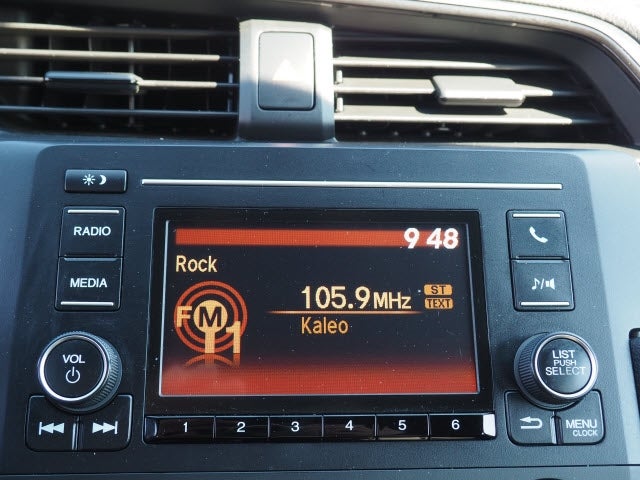 RADIO
MEDIA
VOL
9 48
Rock
105.9MHz
ST
TEXT
Kaleo
FM1
LIST
PUSH
SELECT
1 2 3 4 5 6
MENU
CLOCK